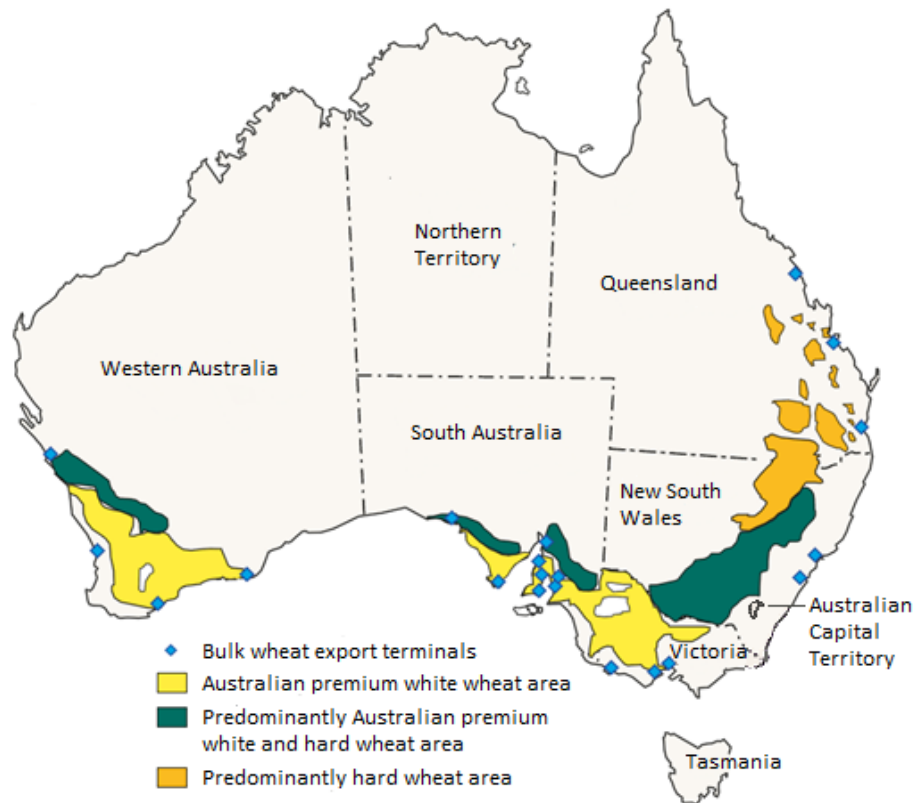 Northern
Territory
Queensland
Western Australia
South Australia
New South
Wales
Australian
Capital
Territory
Victoria
Tasmania
Bulk wheat export terminals
Australian premium white wheat area
Predominantly Australian premium
white and hard wheat area
Predominantly hard wheat area